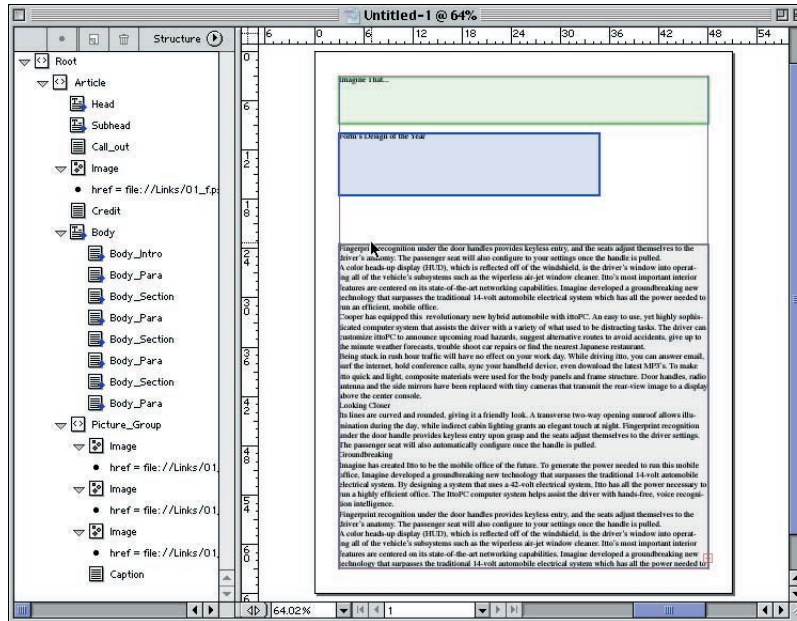 Untitled-1 @ 64%
Structure
6 0 6 12 18 24 30 36 42 48 54
Root
Article
Head
Subhead
Call_out
Image
href = file://Links/01_f.p
Credit
Body
Body_Intro
Body_Para
Body_Section
Body_Para
Body_Section
Body_Para
Body_Section
Body_Para
Picture_Group
Image
href = file://Links/01
Image
href = file://Links/01
Image
href = file://Links/01
Caption
0
6
12
18
24
30
36
42
48
54
60
6
Imagine That...
Form's Design of the Year
Fingerprint recognition under the door handles provides keyless entry, and the seats adjust themselves to the
driver's anatomy. The passenger seat will also configure to your settings once the handle is pulled.
A color heads-up display (HUD), which is reflected off of the windshield, is the driver's window into operat-
ing all of the vehicle's subsystems such as the wiperless air-jet window cleaner. Itto's most important interior
features are centered on its state-of-the-art networking capabilities. Imagine developed a groundbreaking new
technology that surpasses the traditional 14-volt automobile electrical system which has all the power needed to
run an efficient, mobile office.
Cooper has equipped this revolutionary new hybrid automobile with ittoPC. An easy to use, yet highly sophis-
ticated computer system that assists the driver with a variety of what used to be distracting tasks. The driver can
customize ittoPC to announce upcoming road hazards, suggest alternative routes to avoid accidents, give up to
the minute weather forecasts, trouble shoot car repairs or find the nearest Japanese restaurant.
Being stuck in rush hour traffic will have no effect on your work day. While driving itto, you can answer email,
surf the internet, hold conference calls, sync your handheld device, even download the latest MP3's. To make
itto quick and light, composite materials were used for the body panels and frame structure. Door handles, radio
antenna and the side mirrors have been replaced with tiny cameras that transmit the rear-view image to a display
above the center console.
Looking Closer
Its lines are curved and rounded, giving it a friendly look. A transverse two-way opening sunroof allows illu-
mination during the day, while indirect cabin lighting grants an elegant touch at night. Fingerprint recognition
under the door handle provides keyless entry upon grasp and the seats adjust themselves to the driver settings.
The passenger seat will also automatically configure once the handle is pulled.
Groundbreaking
Imagine has created Itto to be the mobile office of the future. To generate the power needed to run this mobile
office, Imagine developed a groundbreaking new technology that surpasses the traditional 14-volt automobile
electrical system. By designing a system that uses a 42-volt electrical system, Itto has all the power necessary to
run a highly efficient office. The IttoPC computer system helps assist the driver with hands-free, voice recogni-
tion intelligence.
Fingerprint recognition under the door handles provides keyless entry, and the seats adjust themselves to the
driver's anatomy. The passenger seat will also configure to your settings once the handle is pulled.
A color heads-up display (HUD), which is reflected off of the windshield, is the driver's window into operat-
ing all of the vehicle's subsystems such as the wiperless air-jet window cleaner. Itto's most important interior
features are centered on its state-of-the-art networking capabilities. Imagine developed a groundbreaking new
technology that surpasses the traditional 14-volt automobile electrical system which has all the power needed to
64.02%
1